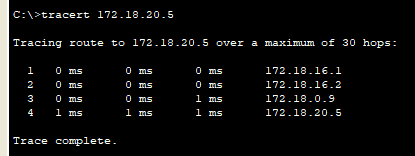 C:\>tracert 172.18.20.5
Tracing route to 172.18.20.5 over a maximum of 30 hops:
1 0 ms 0 ms 0 ms 172.18.16.1
2 0 ms 0 ms 0 ms 172.18.16.2
3 0 ms 0 ms 1 ms 172.18.0.9
4 1 ms 1 ms 1 ms 172.18.20.5
Trace complete.